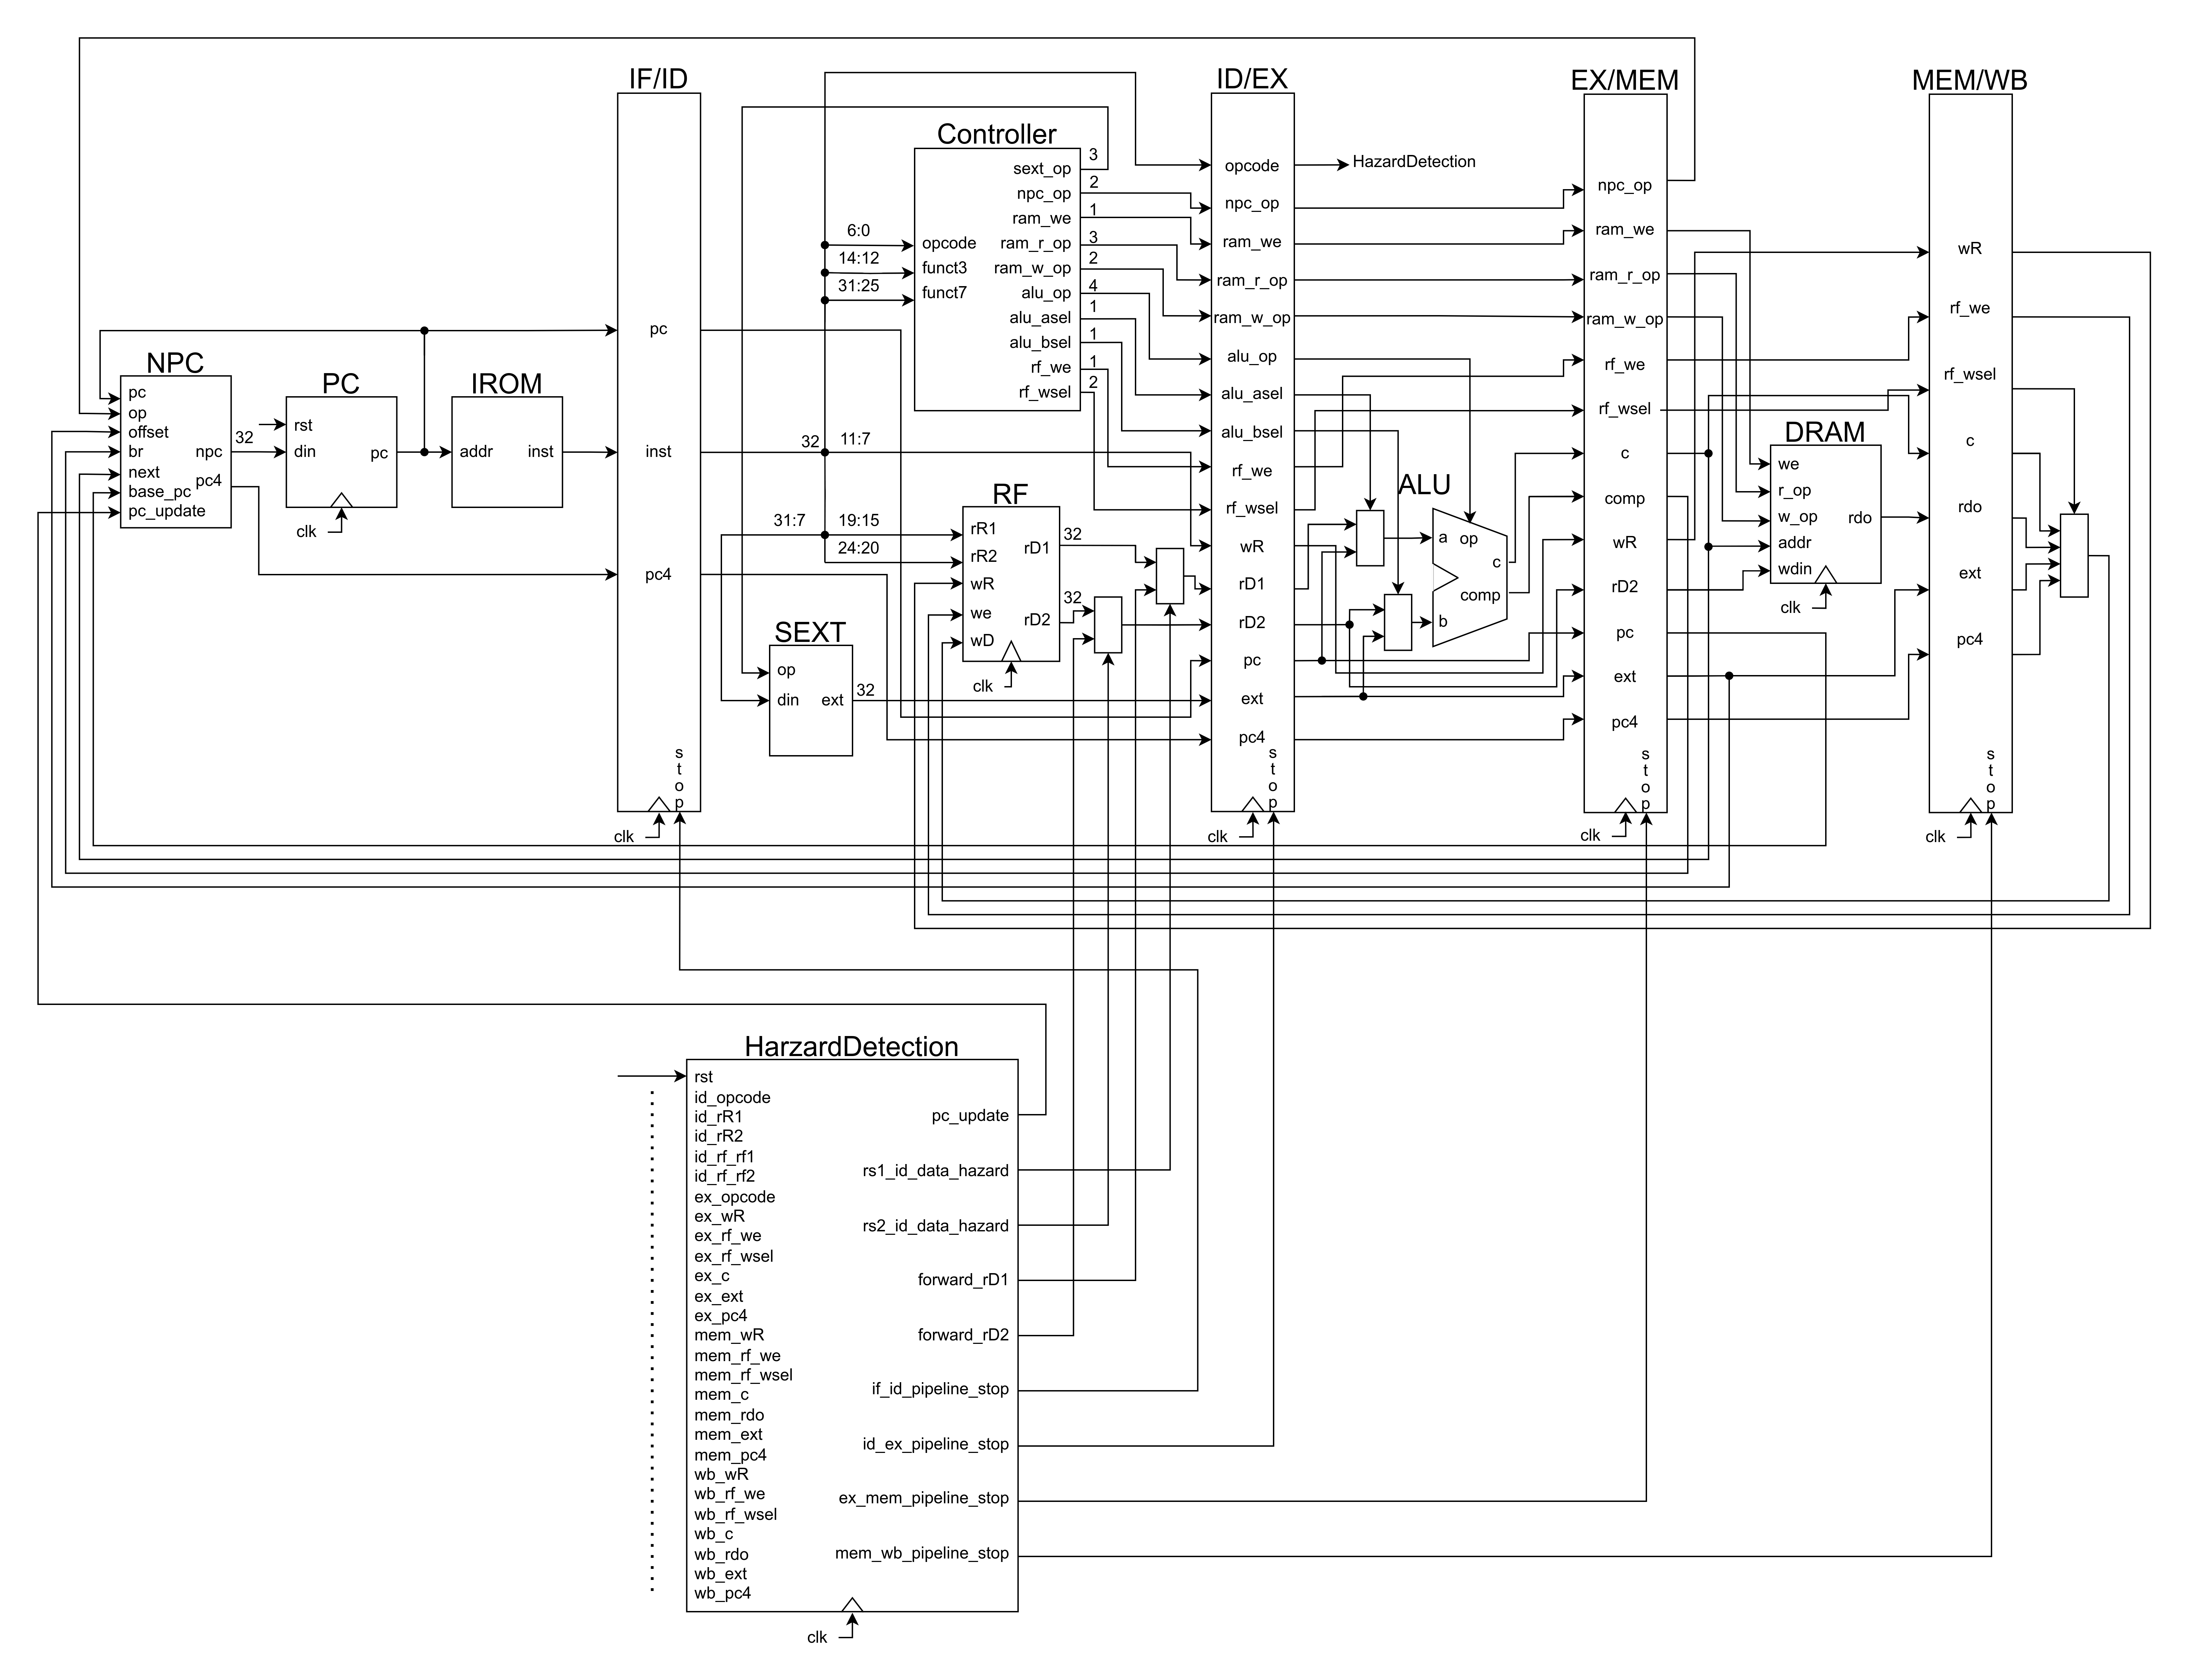 IF/ID
ID/EX
EX/MEM
MEM/WB
NPC
pc
op
offset
br
next
base_pc
pc_update
npc
pc4
32
PC
rst
din
pc
clk
IROM
addr
inst
pc
inst
pc4
stop
clk
Controller
6:0
14:12
31:25
opcode
funct3
funct7
sext_op
npc_op
ram_we
ram_r_op
ram_w_op
alu_op
alu_asel
alu_bsel
rf_we
rf_wsel
3
2
1
3
2
4
1
1
1
2
32
11:7
31:7
19:15
24:20
RF
rR1
rR2
wR
we
wD
rD1
rD2
32
32
clk
SEXT
op
din
ext
32
opcode
npc_op
ram_we
ram_r_op
ram_w_op
alu_op
alu_asel
alu_bsel
rf_we
rf_wsel
wR
rD1
rD2
pc
ext
pc4
stop
clk
HazardDetection
ALU
a
op
c
comp
b
npc_op
ram_we
ram_r_op
ram_w_op
rf_we
rf_wsel
c
comp
wR
rD2
pc
ext
pc4
stop
clk
DRAM
we
r_op
w_op
addr
wdin
rdo
clk
wR
rf_we
rf_wsel
c
rdo
ext
pc4
stop
clk
HarzardDetection
rst
id_opcode
id_rR1
id_rR2
id_rf_rf1
id_rf_rf2
ex_opcode
ex_wR
ex_rf_we
ex_rf_wsel
ex_c
ex_ext
ex_pc4
mem_wR
mem_rf_we
mem_rf_wsel
mem_c
mem_rdo
mem_ext
mem_pc4
wb_wR
wb_rf_we
wb_rf_wsel
wb_c
wb_rdo
wb_ext
wb_pc4
pc_update
rs1_id_data_hazard
rs2_id_data_hazard
forward_rD1
forward_rD2
if_id_pipeline_stop
id_ex_pipeline_stop
ex_mem_pipeline_stop
mem_wb_pipeline_stop
clk